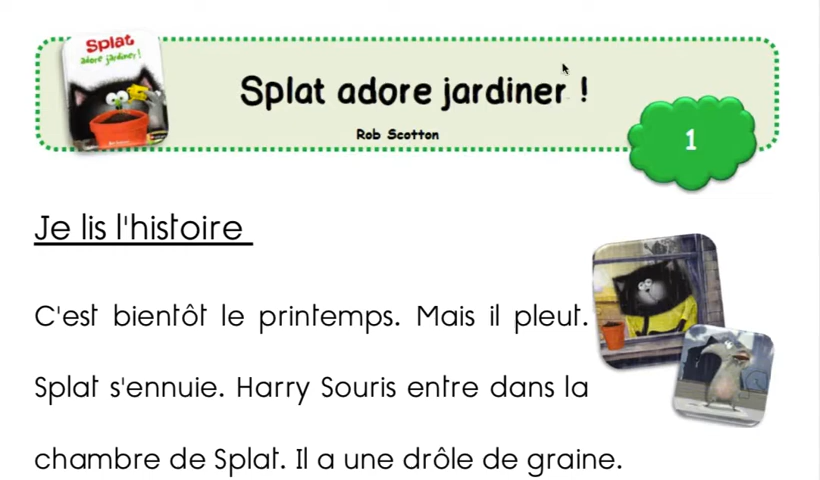 Splat
adore jardiner !
Splat adore jardiner !
Rob Scotton
1
Je lis l'histoire
C'est bientôt le printemps. Mais il pleut.
Splat s'ennuie. Harry Souris entre dans la
chambre de Splat. Il a une drôle de graine.